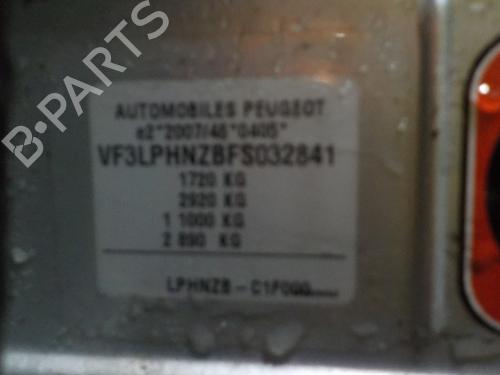 B-PARTS
AUTOMOBILES PEUGEOT
e2*2007/46*0405*
VF3LPHNZBFS032841
1720 KG
2920 KG
1 1000 KG
2 890 KG
LPHNZB - C1F000